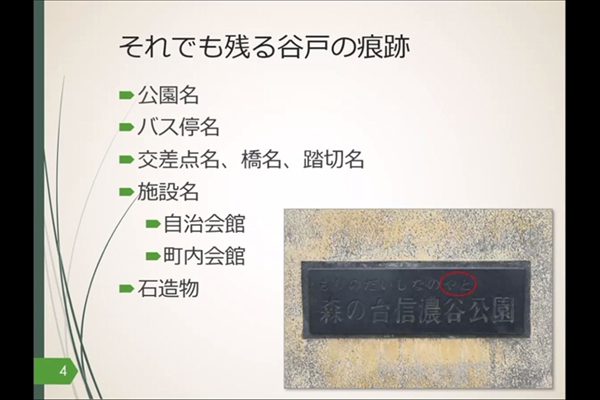 それでも残る谷戸の痕跡
公園名
バス停名
交差点名、橋名、踏切名
施設名
自治会館
町内会館
石造物
もりのだいしなのやと
森の台信濃谷公園
4